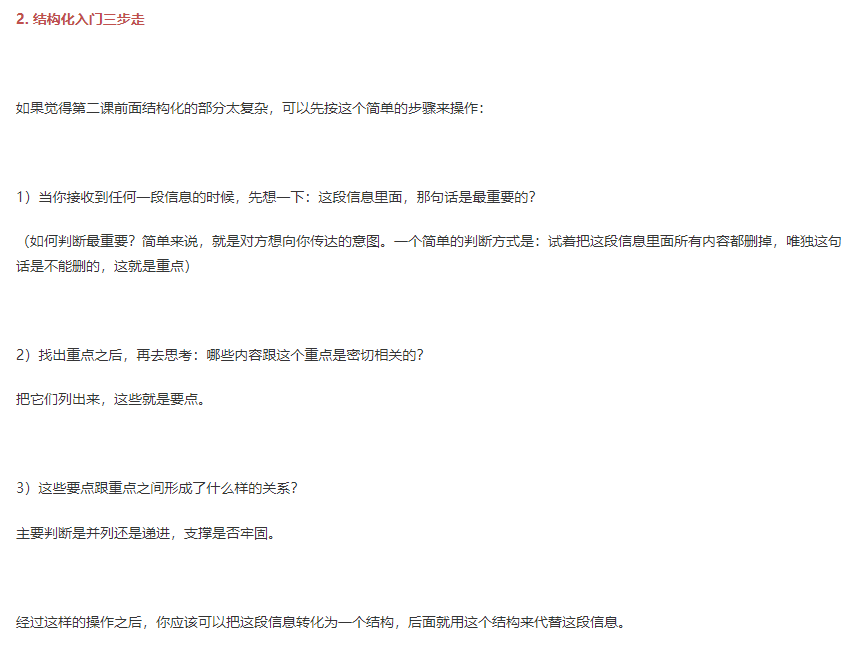 2. 结构化入门三步走
如果觉得第二课前面结构化的部分太复杂，可以先按这个简单的步骤来操作：
1）当你接收到任何一段信息的时候，先想一下：这段信息里面，那句话是最重要的？
（如何判断最重要？简单来说，就是对方想向你传达的意图。一个简单的判断方式是：试着把这段信息里面所有内容都删掉，唯独这句
话是不能删的，这就是重点）
2）找出重点之后，再去思考：哪些内容跟这个重点是密切相关的？
把它们列出来，这些就是要点。
3）这些要点跟重点之间形成了什么样的关系？
主要判断是并列还是递进，支撑是否牢固。
经过这样的操作之后，你应该可以把这段信息转化为一个结构，后面就用这个结构来代替这段信息。